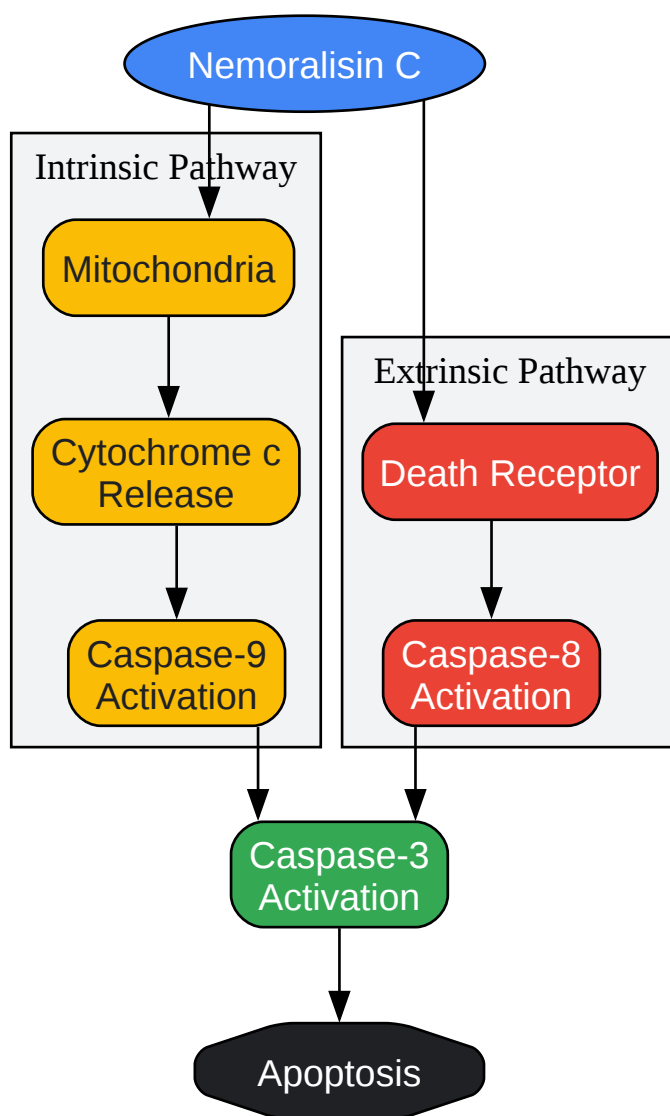 Nemoralisin C
Intrinsic Pathway
Mitochondria
Cytochrome c
Release
Caspase-9
Activation
Extrinsic Pathway
Death Receptor
Caspase-8
Activation
Caspase-3
Activation
Apoptosis